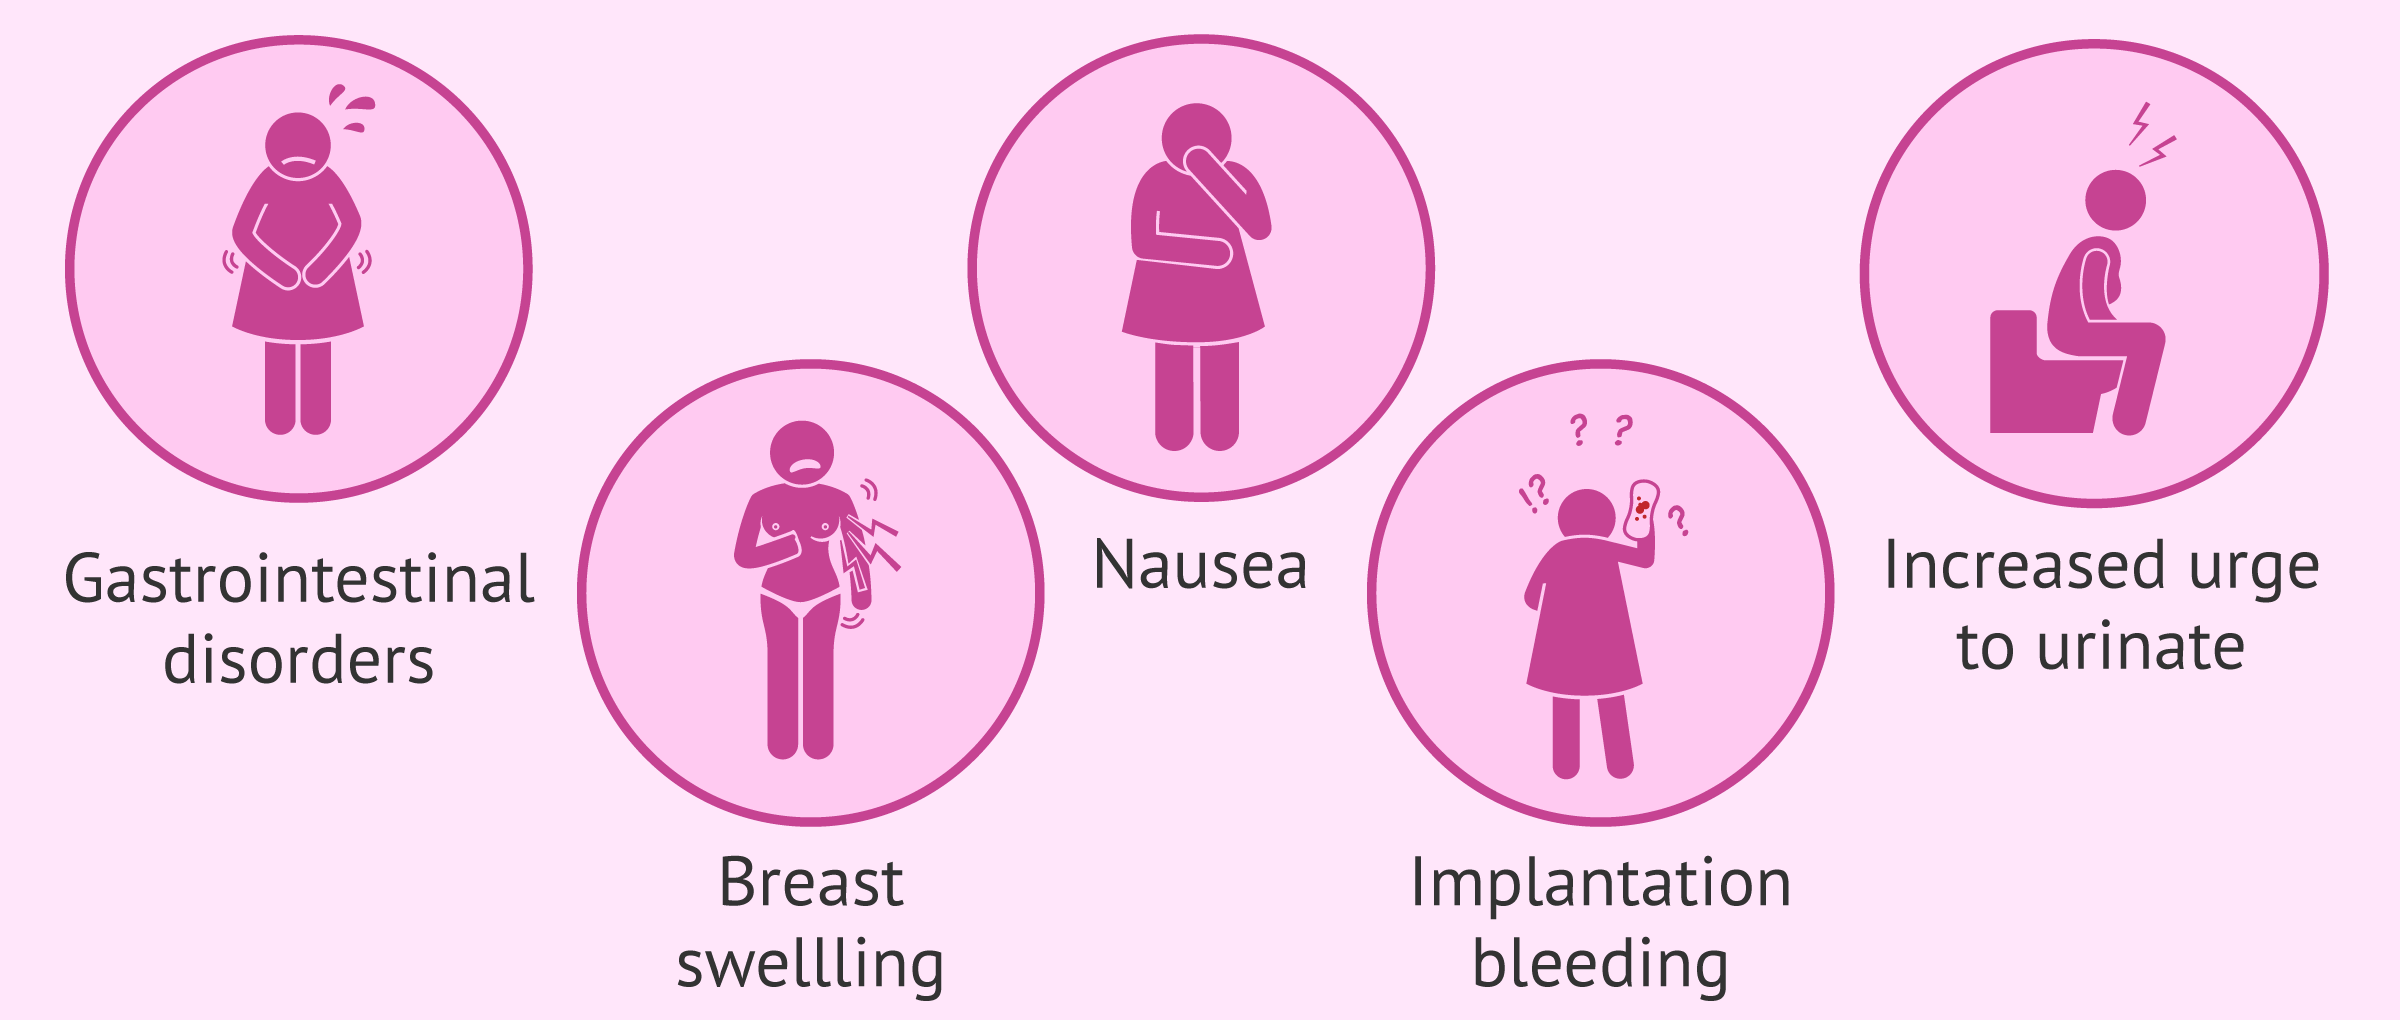 Gastrointestinal
disorders
Breast
swellling
Nausea
Implantation
bleeding
Increased urge
to urinate
? ?
!?
?